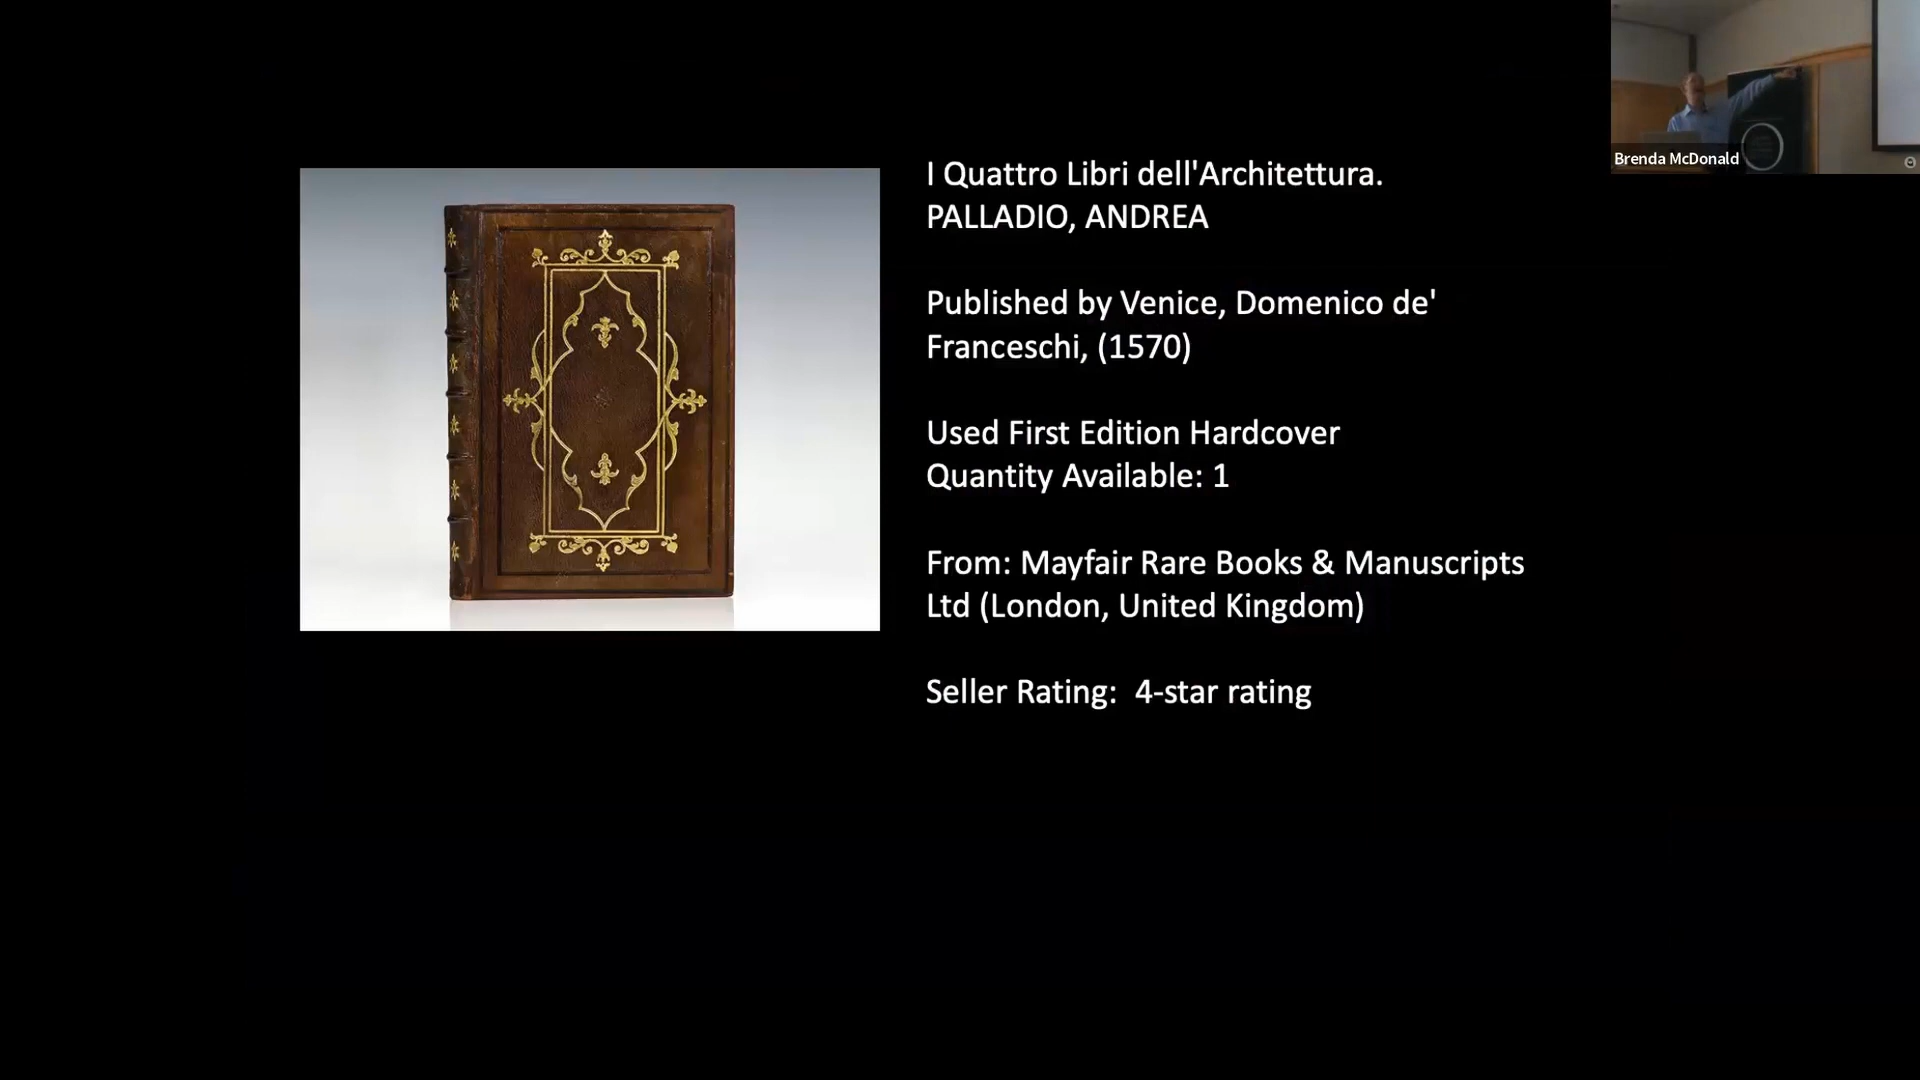 I Quattro Libri dell'Architettura.
PALLADIO, ANDREA
Published by Venice, Domenico de'
Franceschi, (1570)
Used First Edition Hardcover
Quantity Available: 1
From: Mayfair Rare Books & Manuscripts
Ltd (London, United Kingdom)
Seller Rating:  4-star rating
Brenda McDonald